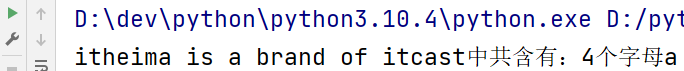 D:\dev\python\python3.10.4\python.exe D:/pyt
itheima is a brand of itcast中共含有：4个字母a